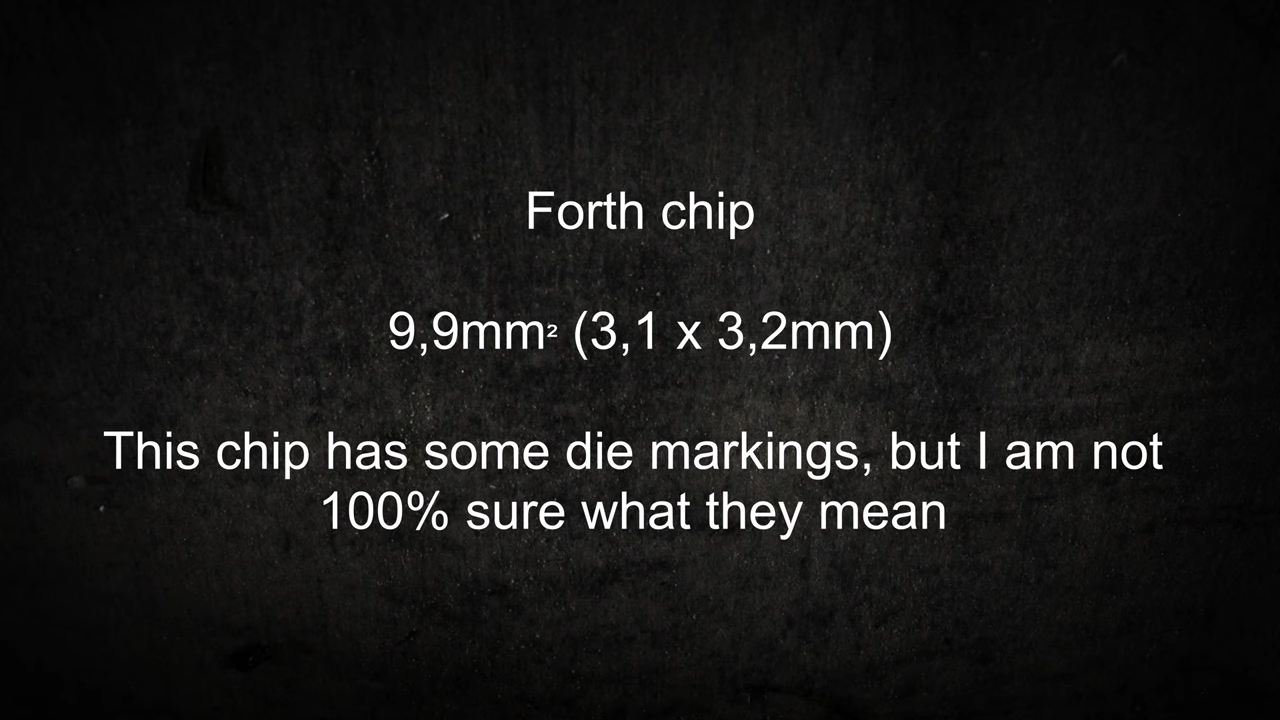 Forth chip
9,9mm² (3,1 x 3,2mm)
This chip has some die markings, but I am not
100% sure what they mean